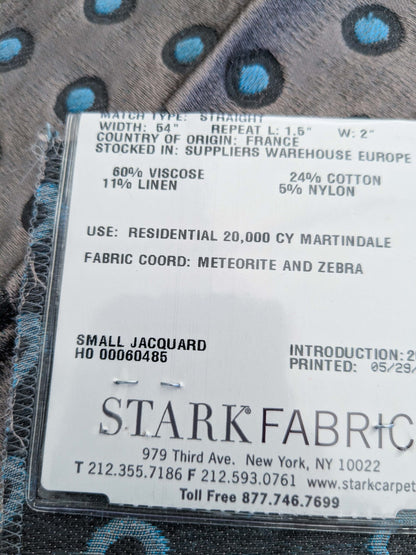 MATCH TYPE: STRAIGHT
WIDTH: 54" REPEAT L: 1.5" W: 2"
COUNTRY OF ORIGIN: FRANCE
STOCKED IN: SUPPLIERS WAREHOUSE EUROPE
60% VISCOSE 24% COTTON
11% LINEN 5% NYLON
USE: RESIDENTIAL 20,000 CY MARTINDALE
FABRIC COORD: METEORITE AND ZEBRA
SMALL JACQUARD
HO 00060485 INTRODUCTION: 2
PRINTED: 05/29/
STARK® FABRIC
979 Third Ave. New York, NY 10022
T 212.355.7186 F 212.593.0761 www.starkcarpet
Toll Free 877.746.7699